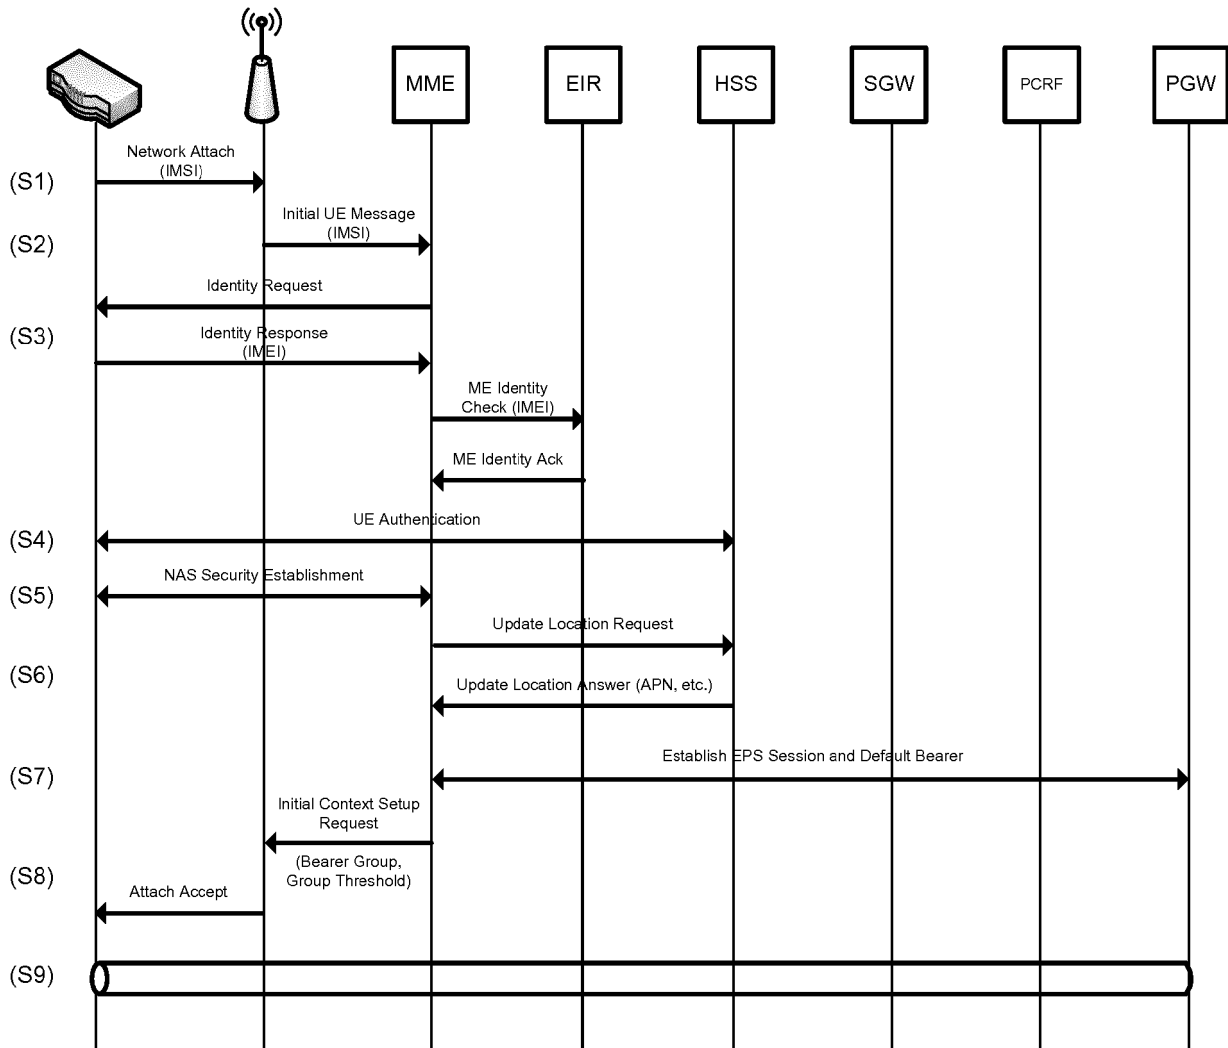 MME
EIR
HSS
SGW
PCRF
PGW
Network Attach
(IMSI)
(S1)
Initial UE Message
(IMSI)
(S2)
Identity Request
(S3)
Identity Response
(IMEI)
ME Identity
Check (IMEI)
ME Identity Ack
UE Authentication
(S4)
NAS Security Establishment
(S5)
Update Location Request
(S6)
Update Location Answer (APN, etc.)
Establish EPS Session and Default Bearer
(S7)
Initial Context Setup
Request
(Bearer Group,
Group Threshold)
(S8)
Attach Accept
(S9)